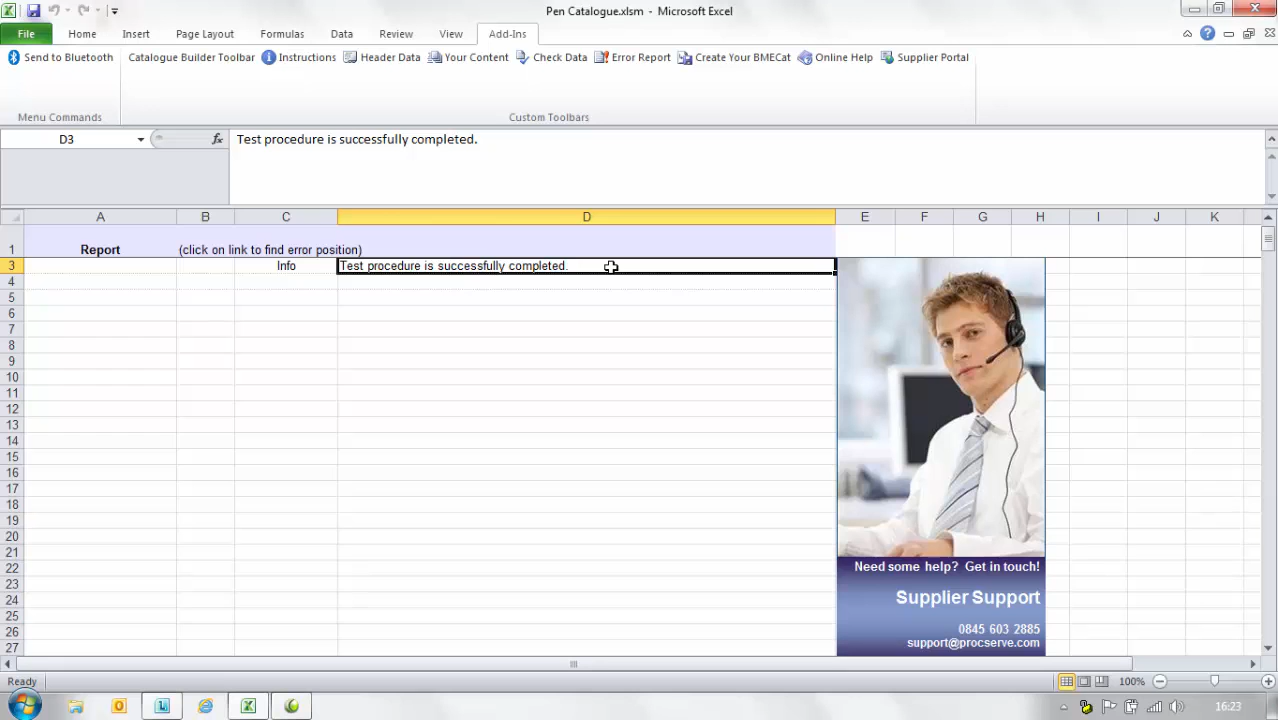 Pen Catalogue.xlsm - Microsoft Excel
File Home Insert Page Layout Formulas Data Review View Add-Ins
Send to Bluetooth Catalogue Builder Toolbar Instructions Header Data Your Content Check Data Error Report Create Your BMECat Online Help Supplier Portal
Menu Commands Custom Toolbars
D3 fx Test procedure is successfully completed.
A B C D E F G H I J K
1 Report (click on link to find error position)
3 Info Test procedure is successfully completed.
4
5
6
7
8
9
10
11
12
13
14
15
16
17
18
19
20
21
22 Need some help? Get in touch!
23
24 Supplier Support
25
26 0845 603 2885
27 support@procserve.com
Ready 100%
16:23